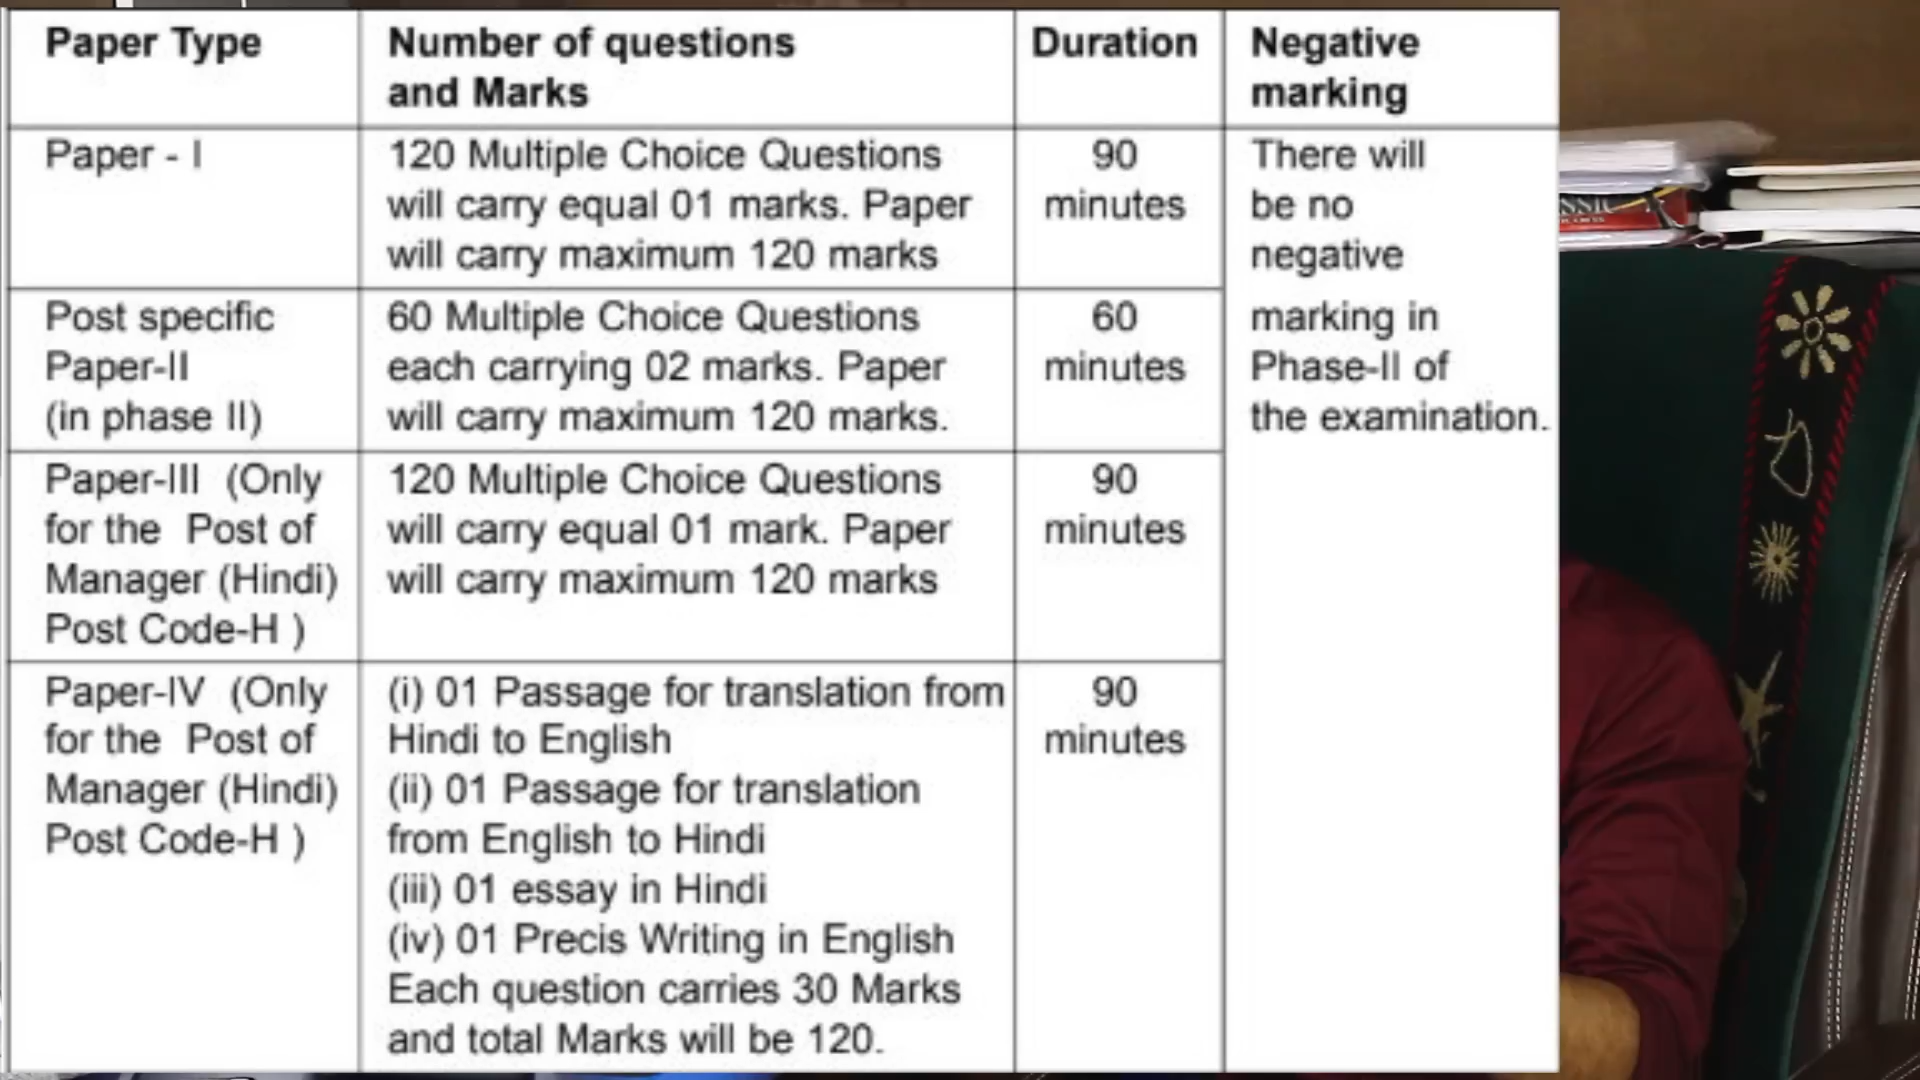 Paper Type
Number of questions
and Marks
Duration
Negative
marking
Paper - I
120 Multiple Choice Questions
will carry equal 01 marks. Paper
will carry maximum 120 marks
90
minutes
There will
be no
negative
marking in
Phase-II of
the examination.
Post specific
Paper-II
(in phase II)
60 Multiple Choice Questions
each carrying 02 marks. Paper
will carry maximum 120 marks.
60
minutes
Paper-III (Only
for the Post of
Manager (Hindi)
Post Code-H )
120 Multiple Choice Questions
will carry equal 01 mark. Paper
will carry maximum 120 marks
90
minutes
Paper-IV (Only
for the Post of
Manager (Hindi)
Post Code-H )
(i) 01 Passage for translation from
Hindi to English
(ii) 01 Passage for translation
from English to Hindi
(iii) 01 essay in Hindi
(iv) 01 Precis Writing in English
Each question carries 30 Marks
and total Marks will be 120.
90
minutes